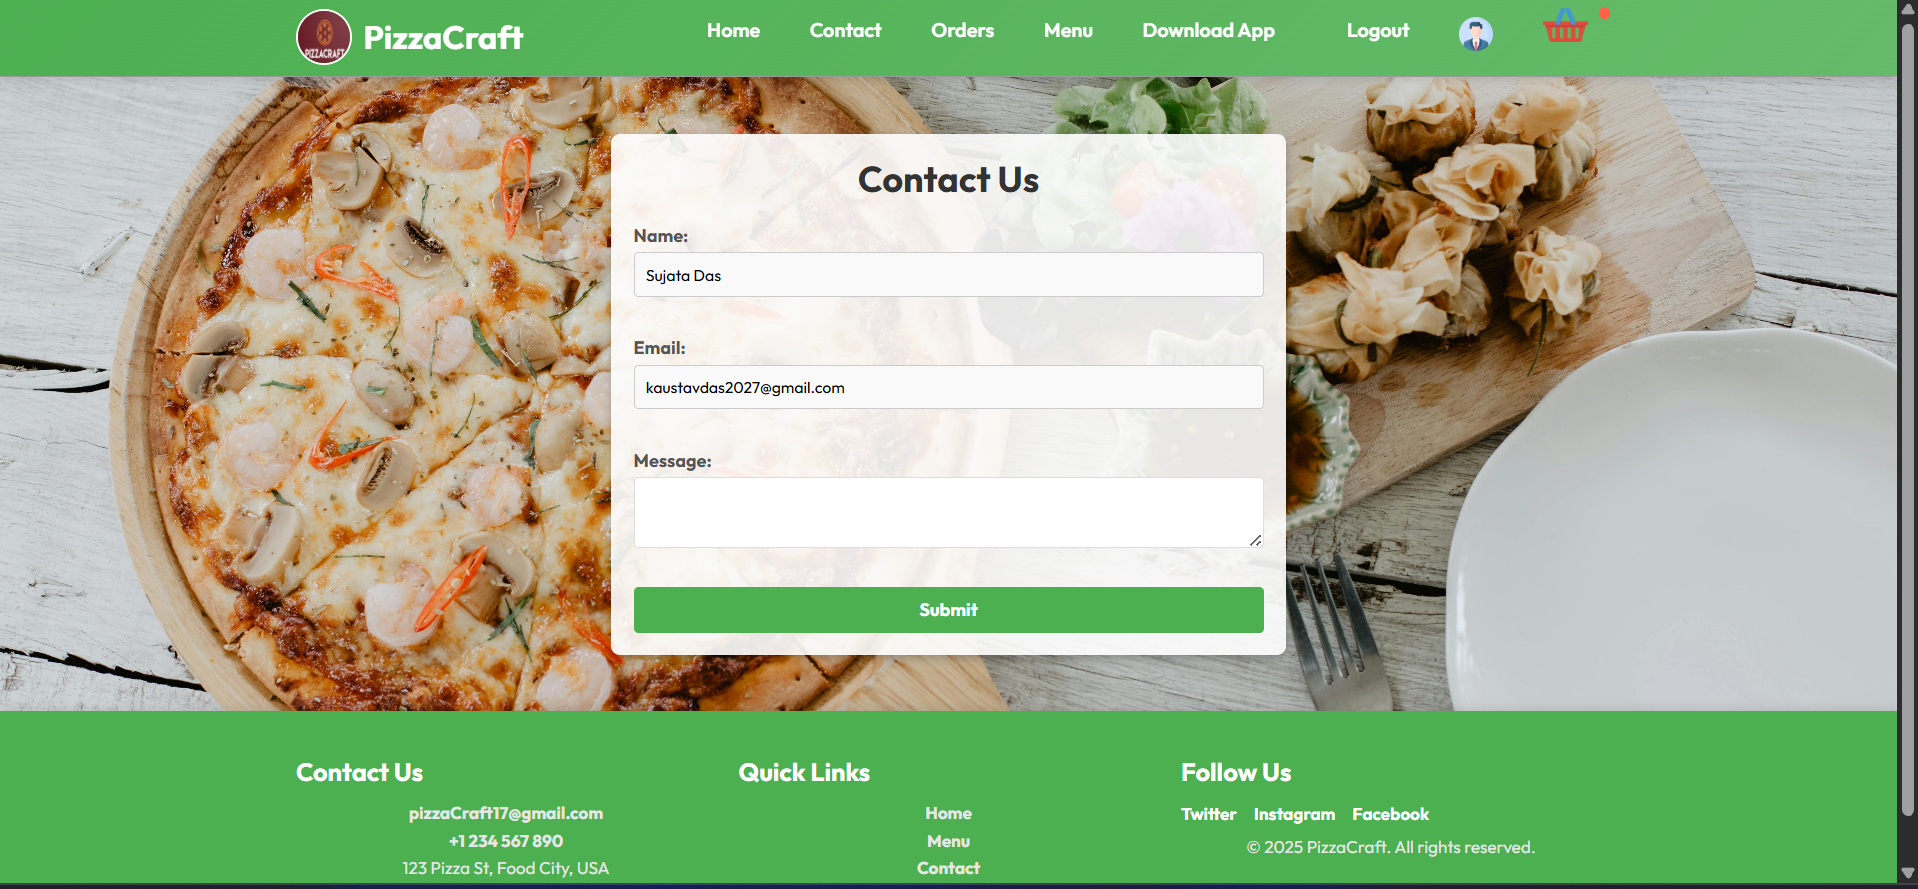 PIZZACRAFT
PizzaCraft
Home Contact Orders Menu Download App Logout
Contact Us
Name:
Sujata Das
Email:
kaustavdas2027@gmail.com
Message:
Submit
Contact Us
pizzaCraft17@gmail.com
+1 234 567 890
123 Pizza St, Food City, USA
Quick Links
Home
Menu
Contact
Follow Us
Twitter Instagram Facebook
© 2025 PizzaCraft. All rights reserved.